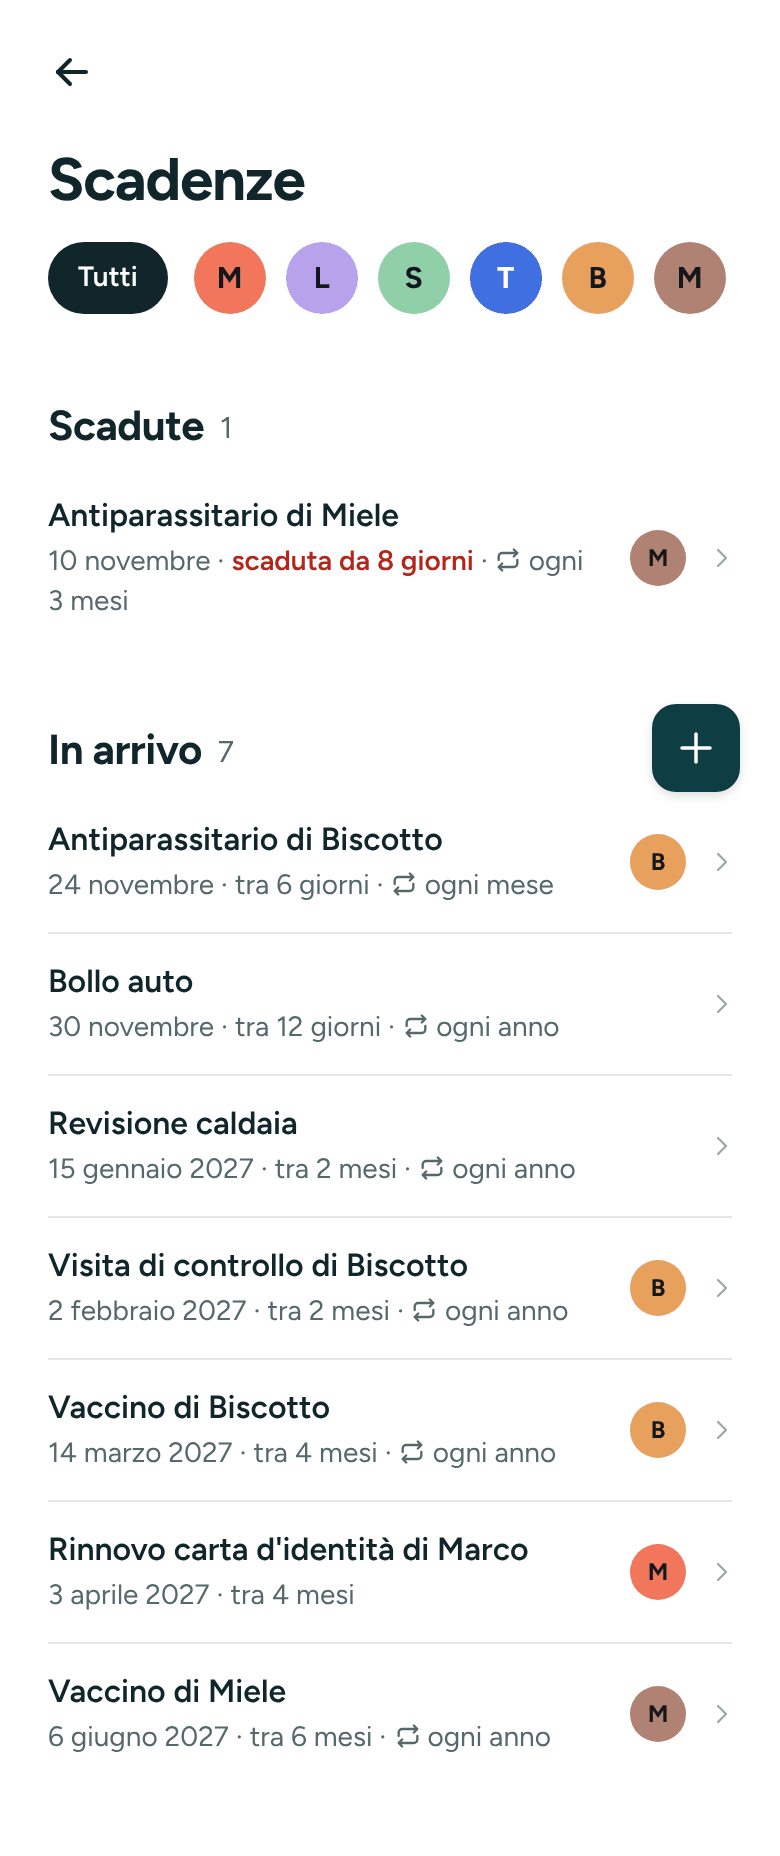 Scadenze
Tutti M L S T B M
Scadute 1
Antiparassitario di Miele
10 novembre · scaduta da 8 giorni · ogni
3 mesi
M
In arrivo 7
Antiparassitario di Biscotto
24 novembre · tra 6 giorni · ogni mese
B
Bollo auto
30 novembre · tra 12 giorni · ogni anno
Revisione caldaia
15 gennaio 2027 · tra 2 mesi · ogni anno
Visita di controllo di Biscotto
2 febbraio 2027 · tra 2 mesi · ogni anno
B
Vaccino di Biscotto
14 marzo 2027 · tra 4 mesi · ogni anno
B
Rinnovo carta d'identità di Marco
3 aprile 2027 · tra 4 mesi
M
Vaccino di Miele
6 giugno 2027 · tra 6 mesi · ogni anno
M